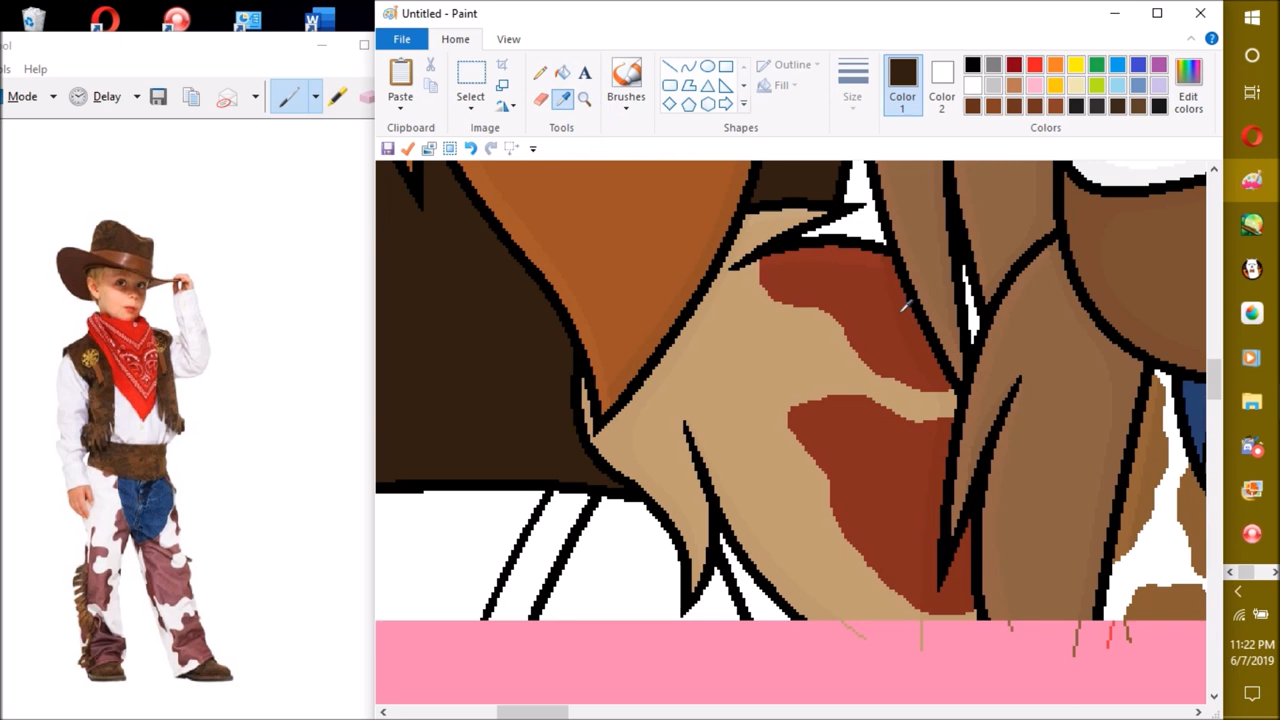 Untitled - Paint
ol
File Home View
ls Help
Mode Delay
Paste Select Brushes Outline Fill Size Color 1 Color 2 Edit colors
Clipboard Image Tools Shapes Colors
11:22 PM
6/7/2019